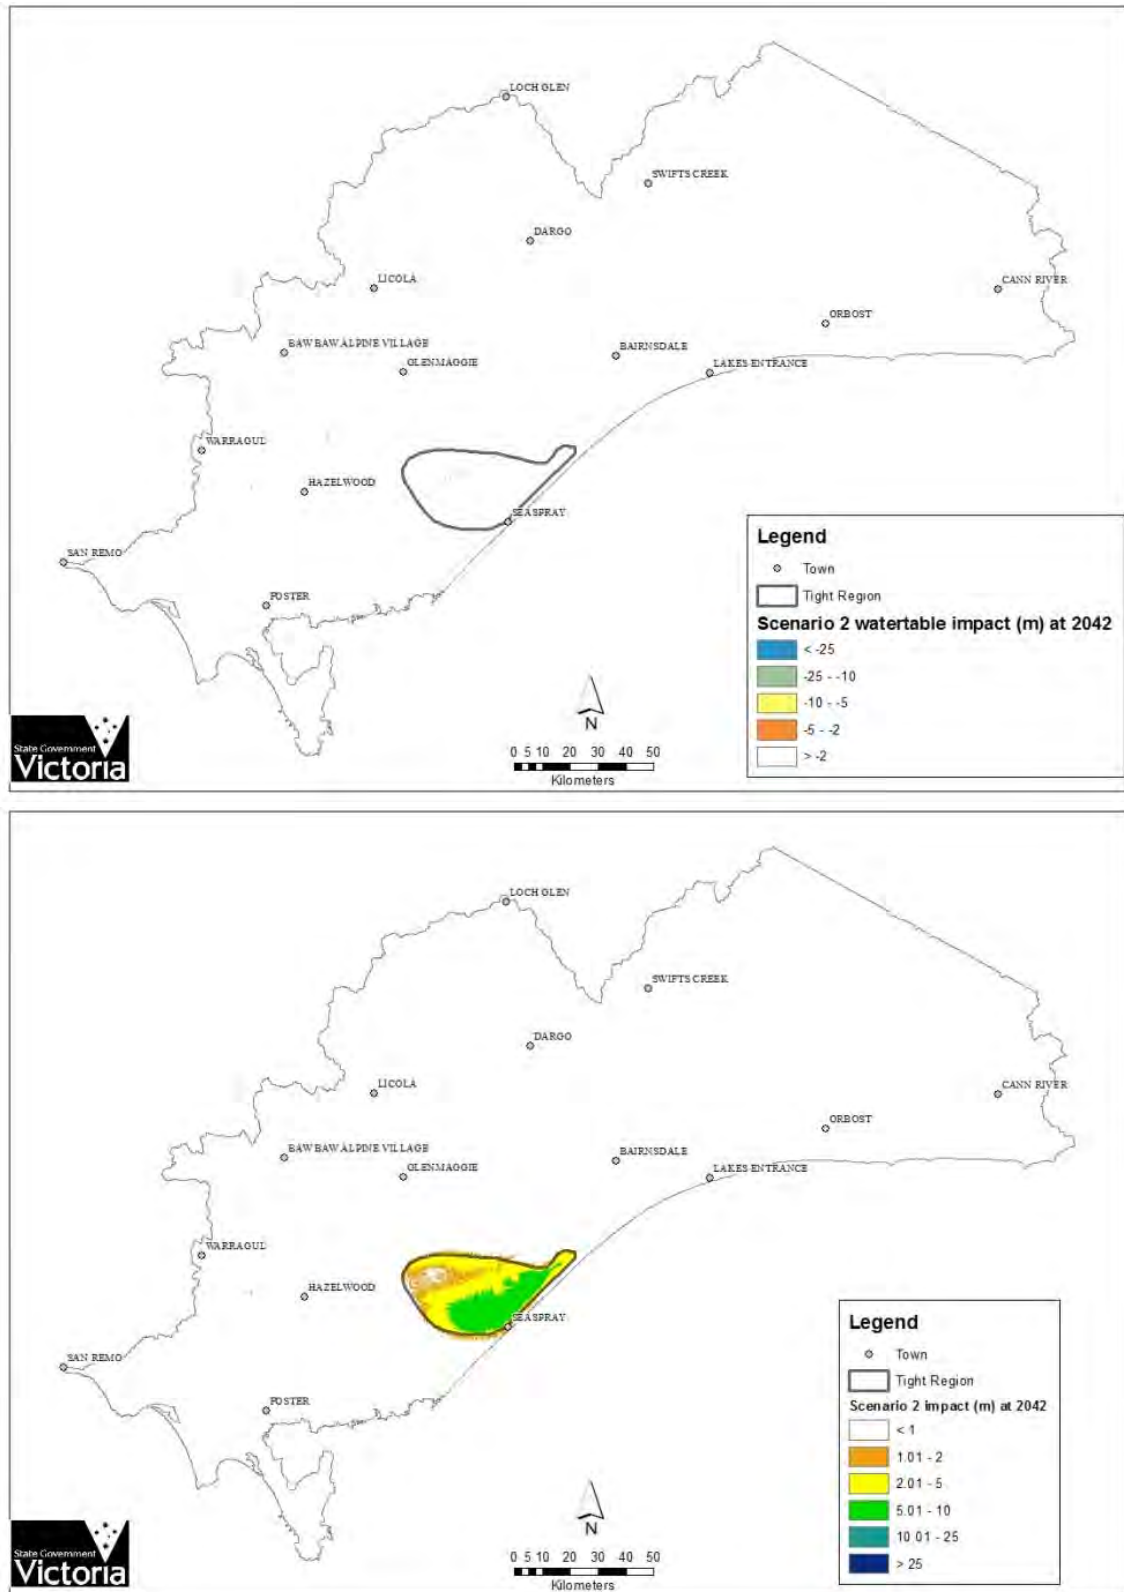 LOCH GLEN
SWIFTS CREEK
DARGO
LICOLA
CANN RIVER
ORBOST
BAW BAW ALPINE VILLAGE
BAIRNSDALE
GLENMAGGIE
LAKES ENTRANCE
WARRAGUL
HAZELWOOD
SEASPRAY
SAN REMO
FOSTER
Legend
Town
Tight Region
Scenario 2 watertable impact (m) at 2042
< -25
-25 - -10
-10 - -5
-5 - -2
> -2
N
0 5 10 20 30 40 50
Kilometers
State Government
Victoria
LOCH GLEN
SWIFTS CREEK
DARGO
LICOLA
CANN RIVER
ORBOST
BAW BAW ALPINE VILLAGE
BAIRNSDALE
GLENMAGGIE
LAKES ENTRANCE
WARRAGUL
HAZELWOOD
SEASPRAY
SAN REMO
FOSTER
Legend
Town
Tight Region
Scenario 2 impact (m) at 2042
< 1
1.01 - 2
2.01 - 5
5.01 - 10
10.01 - 25
> 25
N
0 5 10 20 30 40 50
Kilometers
State Government
Victoria